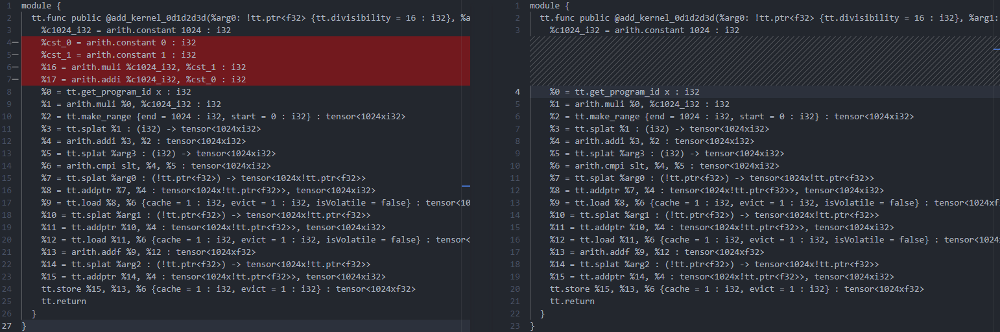 1 module {
2 tt.func public @add_kernel_0d1d2d3d(%arg0: !tt.ptr<f32> {tt.divisibility = 16 : i32}, %a
3 %c1024_i32 = arith.constant 1024 : i32
4— %cst_0 = arith.constant 0 : i32
5— %cst_1 = arith.constant 1 : i32
6— %16 = arith.muli %c1024_i32, %cst_1 : i32
7— %17 = arith.addi %c1024_i32, %cst_0 : i32
8 %0 = tt.get_program_id x : i32
9 %1 = arith.muli %0, %c1024_i32 : i32
10 %2 = tt.make_range {end = 1024 : i32, start = 0 : i32} : tensor<1024xi32>
11 %3 = tt.splat %1 : (i32) -> tensor<1024xi32>
12 %4 = arith.addi %3, %2 : tensor<1024xi32>
13 %5 = tt.splat %arg3 : (i32) -> tensor<1024xi32>
14 %6 = arith.cmpi slt, %4, %5 : tensor<1024xi32>
15 %7 = tt.splat %arg0 : (!tt.ptr<f32>) -> tensor<1024x!tt.ptr<f32>>
16 %8 = tt.addptr %7, %4 : tensor<1024x!tt.ptr<f32>>, tensor<1024xi32>
17 %9 = tt.load %8, %6 {cache = 1 : i32, evict = 1 : i32, isVolatile = false} : tensor<10
18 %10 = tt.splat %arg1 : (!tt.ptr<f32>) -> tensor<1024x!tt.ptr<f32>>
19 %11 = tt.addptr %10, %4 : tensor<1024x!tt.ptr<f32>>, tensor<1024xi32>
20 %12 = tt.load %11, %6 {cache = 1 : i32, evict = 1 : i32, isVolatile = false} : tensor<
21 %13 = arith.addf %9, %12 : tensor<1024xf32>
22 %14 = tt.splat %arg2 : (!tt.ptr<f32>) -> tensor<1024x!tt.ptr<f32>>
23 %15 = tt.addptr %14, %4 : tensor<1024x!tt.ptr<f32>>, tensor<1024xi32>
24 tt.store %15, %13, %6 {cache = 1 : i32, evict = 1 : i32} : tensor<1024xf32>
25 tt.return
26 }
27 }
1 module {
2 tt.func public @add_kernel_0d1d2d3d(%arg0: !tt.ptr<f32> {tt.divisibility = 16 : i32}, %arg1:
3 %c1024_i32 = arith.constant 1024 : i32
4 %0 = tt.get_program_id x : i32
5 %1 = arith.muli %0, %c1024_i32 : i32
6 %2 = tt.make_range {end = 1024 : i32, start = 0 : i32} : tensor<1024xi32>
7 %3 = tt.splat %1 : (i32) -> tensor<1024xi32>
8 %4 = arith.addi %3, %2 : tensor<1024xi32>
9 %5 = tt.splat %arg3 : (i32) -> tensor<1024xi32>
10 %6 = arith.cmpi slt, %4, %5 : tensor<1024xi32>
11 %7 = tt.splat %arg0 : (!tt.ptr<f32>) -> tensor<1024x!tt.ptr<f32>>
12 %8 = tt.addptr %7, %4 : tensor<1024x!tt.ptr<f32>>, tensor<1024xi32>
13 %9 = tt.load %8, %6 {cache = 1 : i32, evict = 1 : i32, isVolatile = false} : tensor<1024xf
14 %10 = tt.splat %arg1 : (!tt.ptr<f32>) -> tensor<1024x!tt.ptr<f32>>
15 %11 = tt.addptr %10, %4 : tensor<1024x!tt.ptr<f32>>, tensor<1024xi32>
16 %12 = tt.load %11, %6 {cache = 1 : i32, evict = 1 : i32, isVolatile = false} : tensor<1024
17 %13 = arith.addf %9, %12 : tensor<1024xf32>
18 %14 = tt.splat %arg2 : (!tt.ptr<f32>) -> tensor<1024x!tt.ptr<f32>>
19 %15 = tt.addptr %14, %4 : tensor<1024x!tt.ptr<f32>>, tensor<1024xi32>
20 tt.store %15, %13, %6 {cache = 1 : i32, evict = 1 : i32} : tensor<1024xf32>
21 tt.return
22 }
23 }